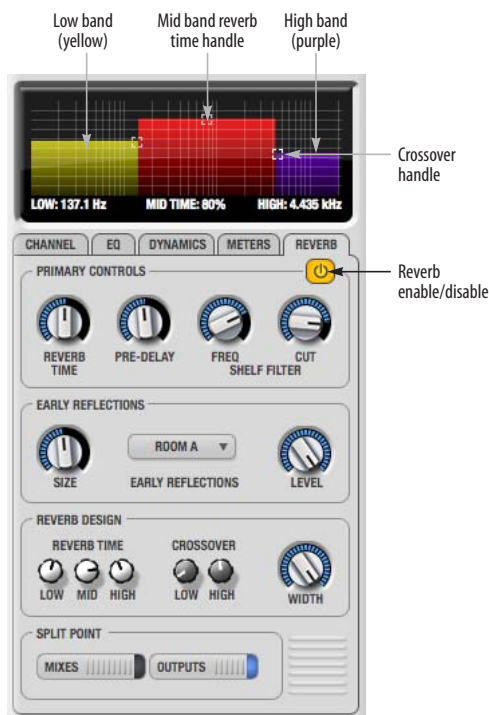 Low band
(yellow)
Mid band reverb
time handle
High band
(purple)
Crossover
handle
LOW: 137.1 Hz MID TIME: 80% HIGH: 4.435 kHz
CHANNEL EQ DYNAMICS METERS REVERB
Reverb
enable/disable
PRIMARY CONTROLS
REVERB
TIME
PRE-DELAY
FREQ
CUT
SHELF FILTER
EARLY REFLECTIONS
ROOM A
SIZE
EARLY REFLECTIONS
LEVEL
REVERB DESIGN
REVERB TIME
CROSSOVER
LOW MID HIGH
LOW HIGH
WIDTH
SPLIT POINT
MIXES
OUTPUTS